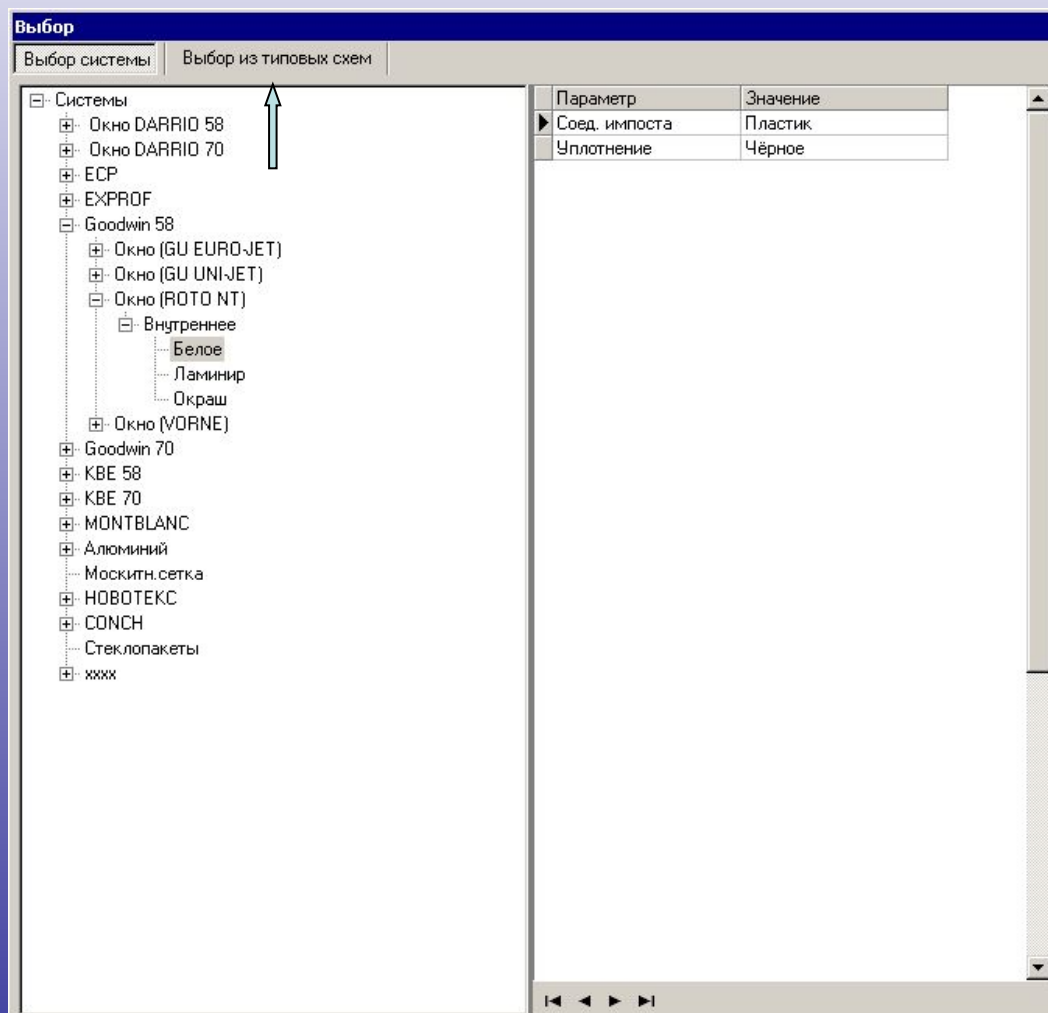 Выбор
Выбор системы Выбор из типовых схем
Системы
Окно DARRIO 58
Окно DARRIO 70
ECP
EXPROF
Goodwin 58
Окно (GU EURO-JET)
Окно (GU UNI-JET)
Окно (ROTO NT)
Внутреннее
Белое
Ламинир
Окраш
Окно (VORNE)
Goodwin 70
KBE 58
KBE 70
MONTBLANC
Алюминий
Москитн.сетка
НОВОТЕКС
CONCH
Стеклопакеты
xxxx
Параметр Значение
Соед. импоста Пластик
Уплотнение Чёрное